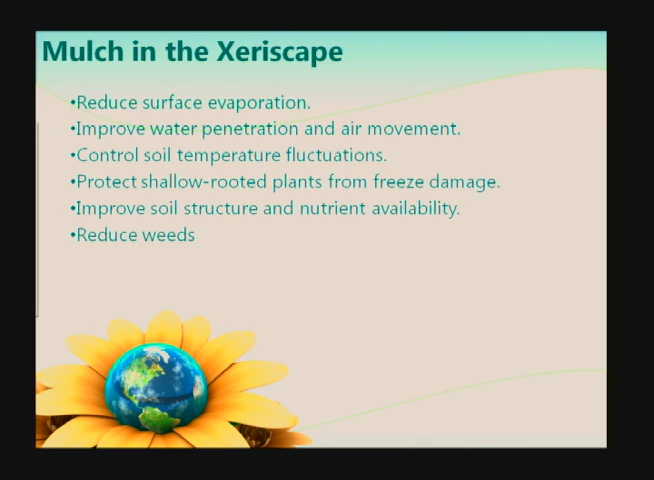 Mulch in the Xeriscape
•Reduce surface evaporation.
•Improve water penetration and air movement.
•Control soil temperature fluctuations.
•Protect shallow-rooted plants from freeze damage.
•Improve soil structure and nutrient availability.
•Reduce weeds